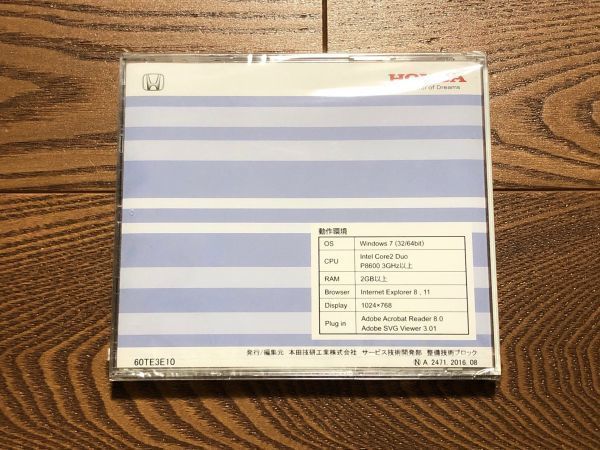 HONDA
of Dreams
動作環境
OS Windows 7 (32/64bit)
CPU Intel Core2 Duo
P8600 3GHz以上
RAM 2GB以上
Browser Internet Explorer 8 , 11
Display 1024×768
Plug in Adobe Acrobat Reader 8.0
Adobe SVG Viewer 3.01
発行/編集元 本田技研工業株式会社 サービス技術開発部 整備技術ブロック
60TE3E10
Ⓝ A 2471. 2016. 08